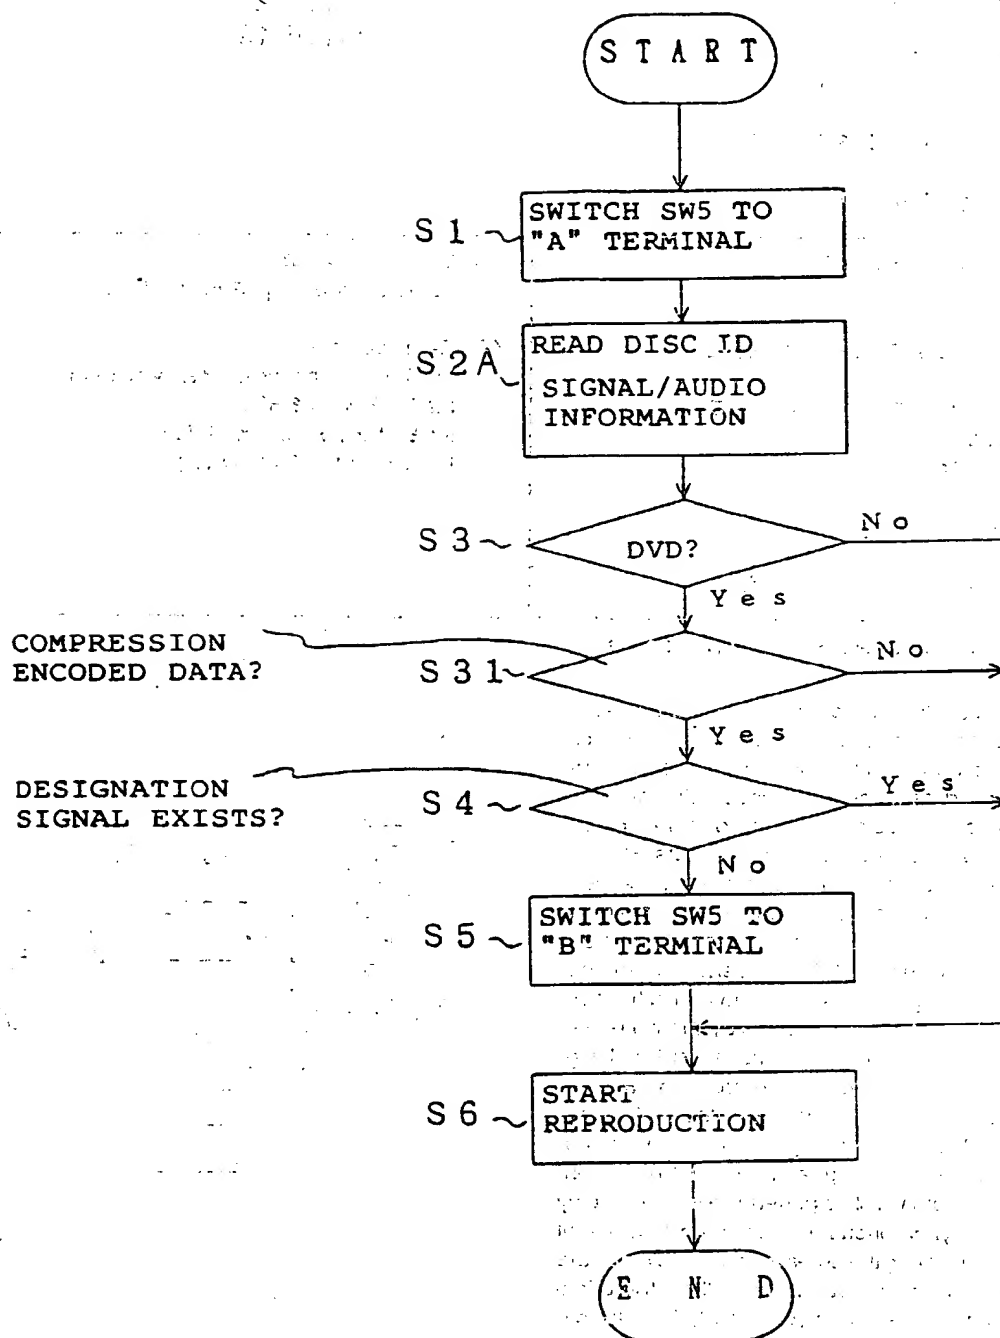 START
S1
SWITCH SW5 TO
"A" TERMINAL
S2A
READ DISC ID
SIGNAL/AUDIO
INFORMATION
S3
DVD?
No
Yes
COMPRESSION
ENCODED DATA?
S31
No
Yes
DESIGNATION
SIGNAL EXISTS?
S4
Yes
No
S5
SWITCH SW5 TO
"B" TERMINAL
S6
START
REPRODUCTION
END